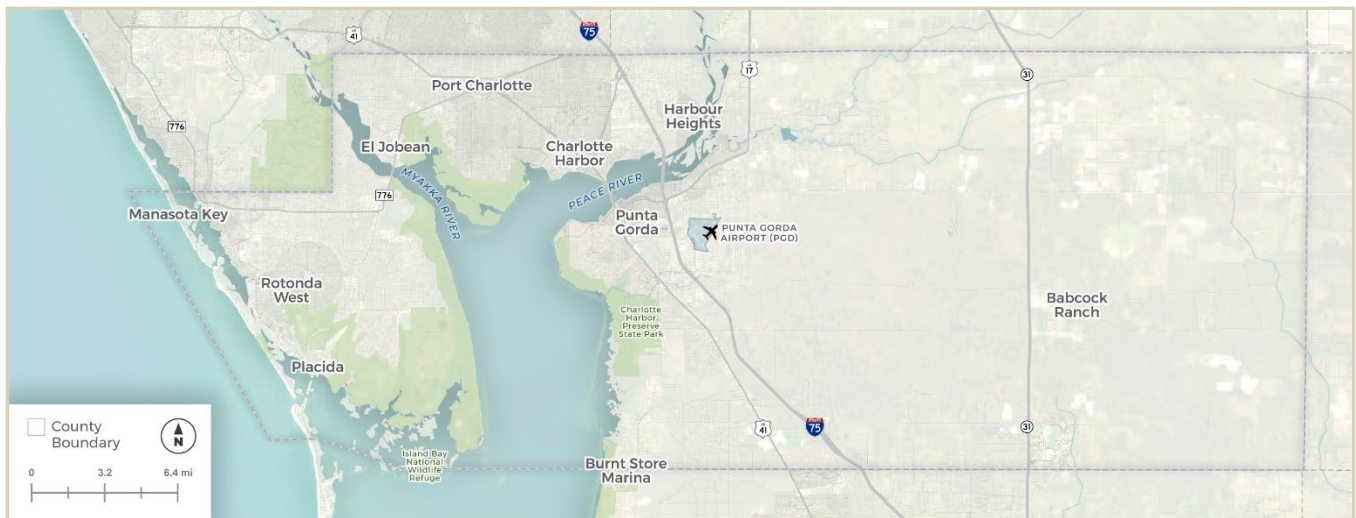 41
75
17
31
Port Charlotte
Harbour
Heights
776
El Jobean
Charlotte
Harbor
MYAKKA RIVER
PEACE RIVER
776
Manasota Key
Punta
Gorda
PUNTA GORDA
AIRPORT (PGD)
Rotonda
West
Babcock
Ranch
Charlotte
Harbor
Preserve
State Park
Placida
County
Boundary
N
0 3.2 6.4 mi
41
75
31
Island Bay
National
Wildlife
Refuge
Burnt Store
Marina